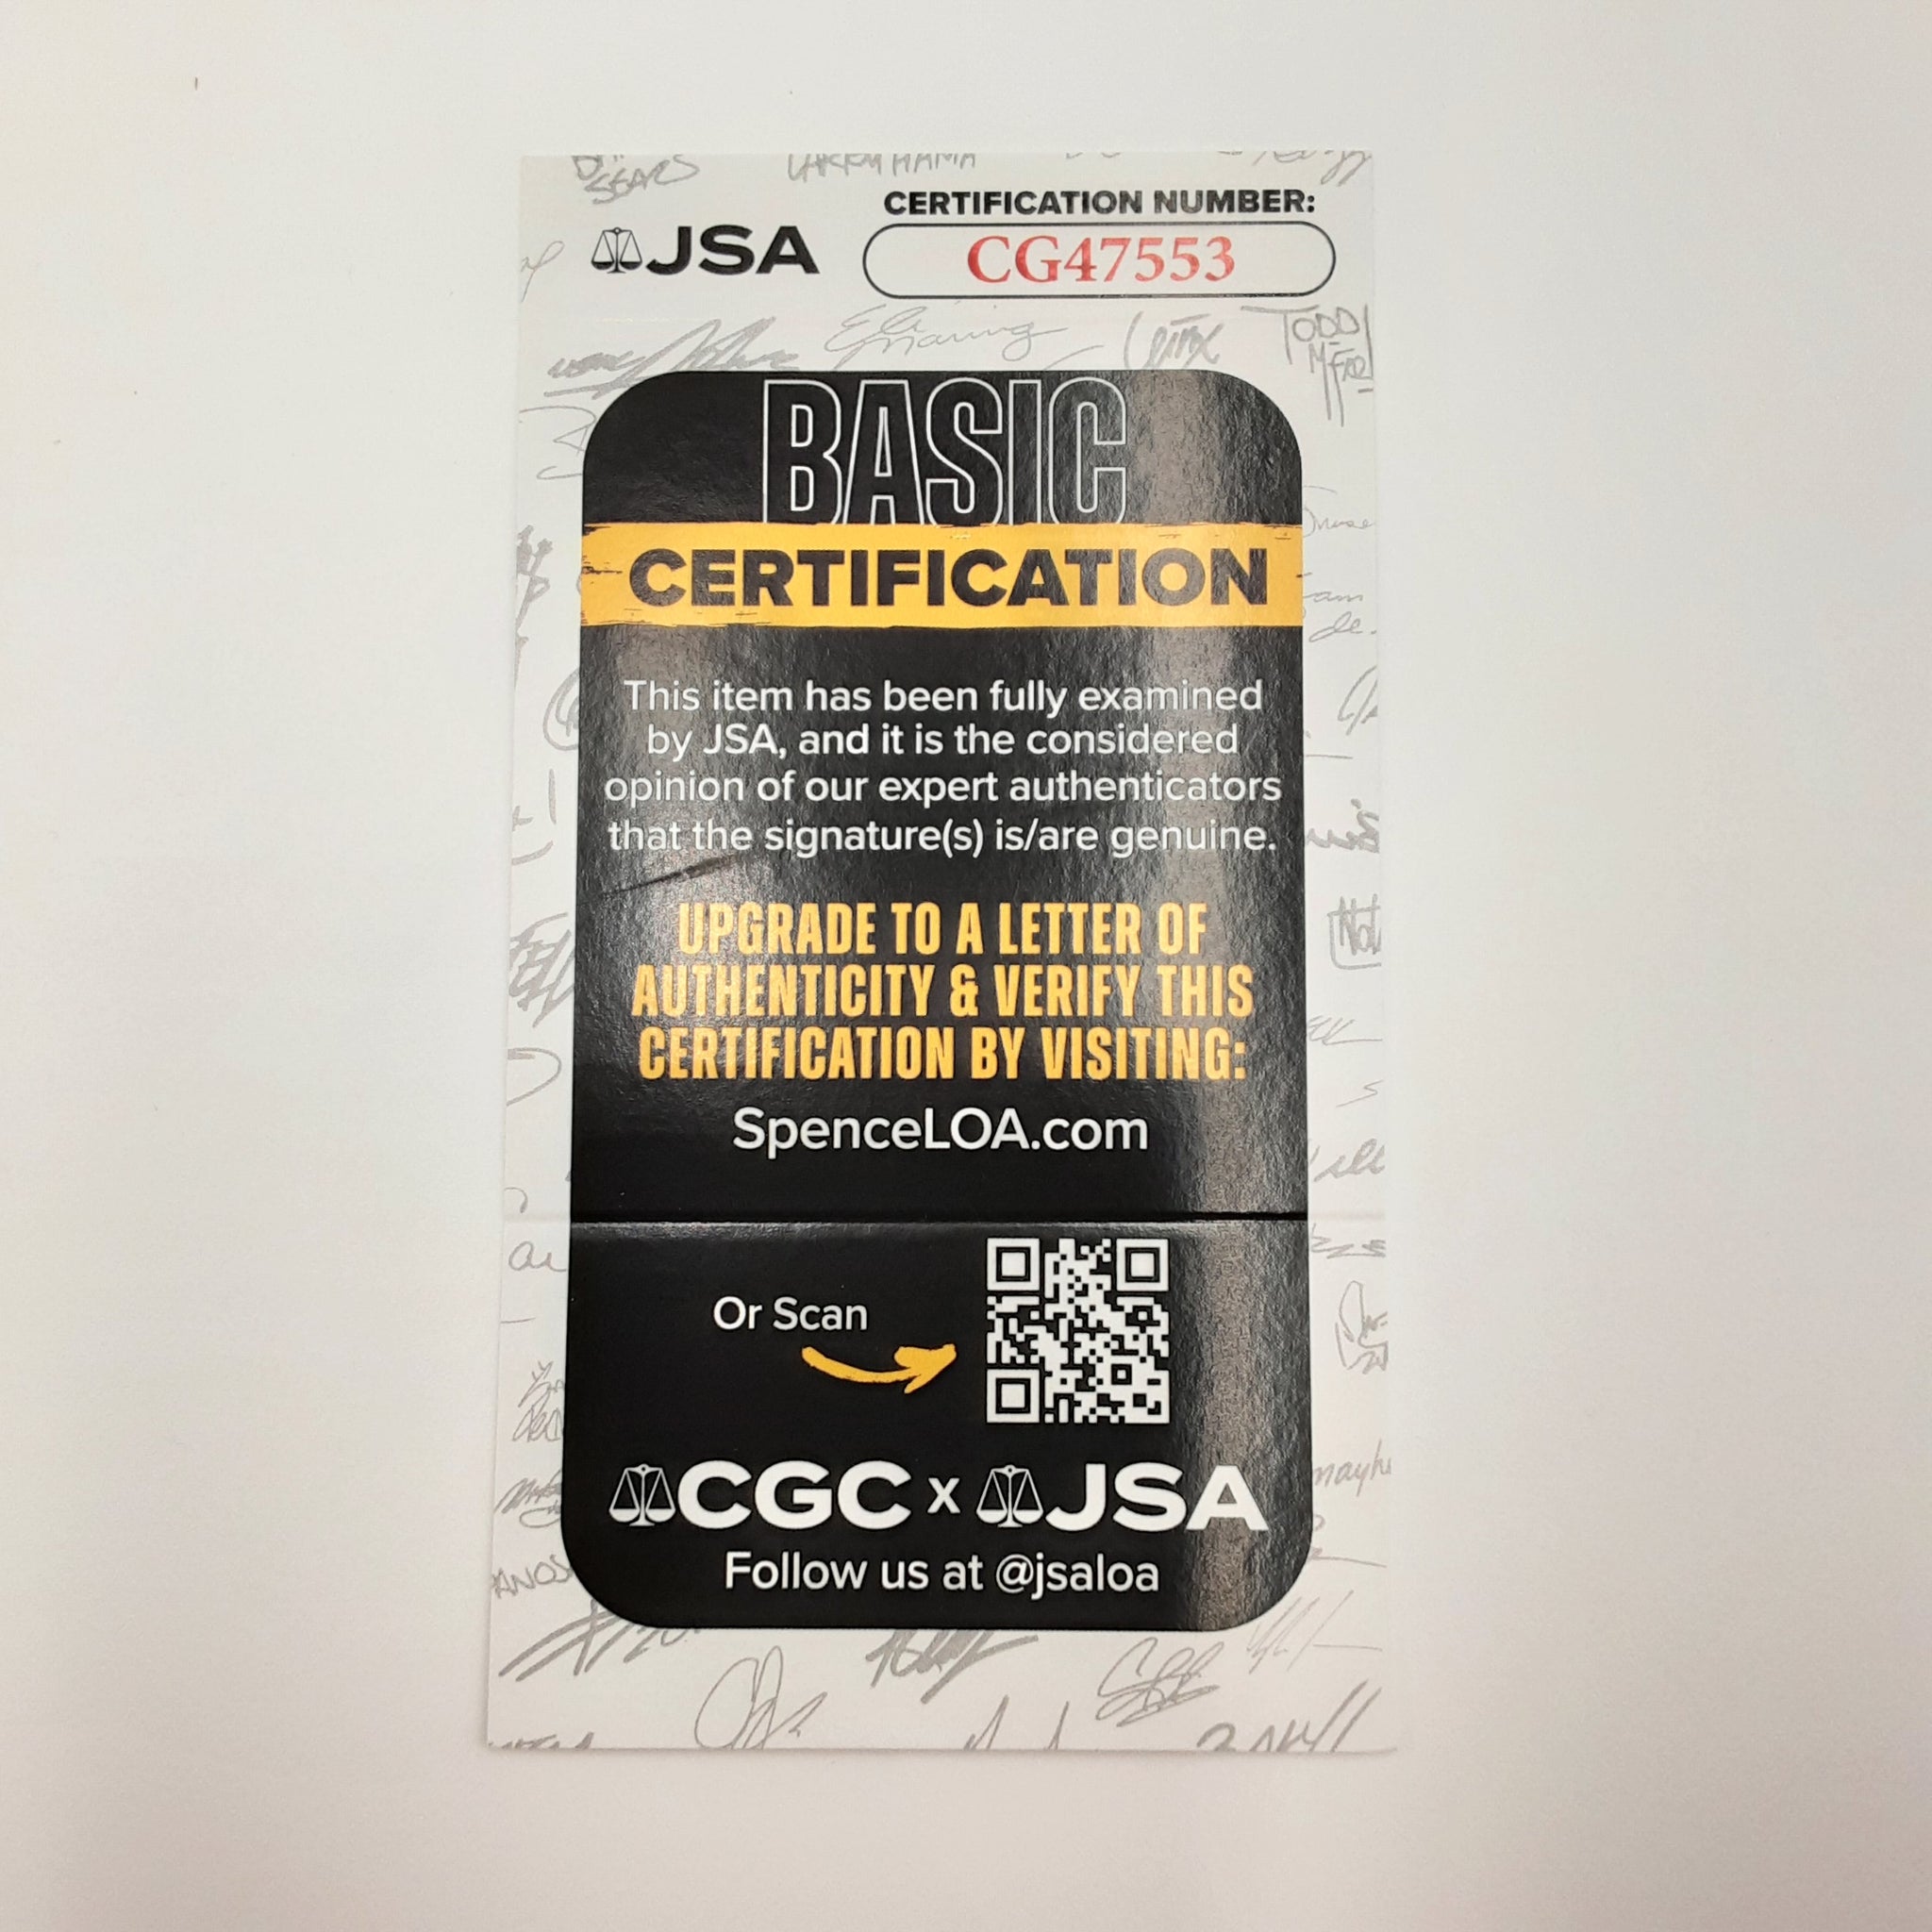 CERTIFICATION NUMBER:
JSA
CG47553
TODD
BASIC
CERTIFICATION
This item has been fully examined
by JSA, and it is the considered
opinion of our expert authenticators
that the signature(s) is/are genuine.
UPGRADE TO A LETTER OF
AUTHENTICITY & VERIFY THIS
CERTIFICATION BY VISITING:
SpenceLOA.com
Or Scan
CGC x JSA
Follow us at @jsaloa